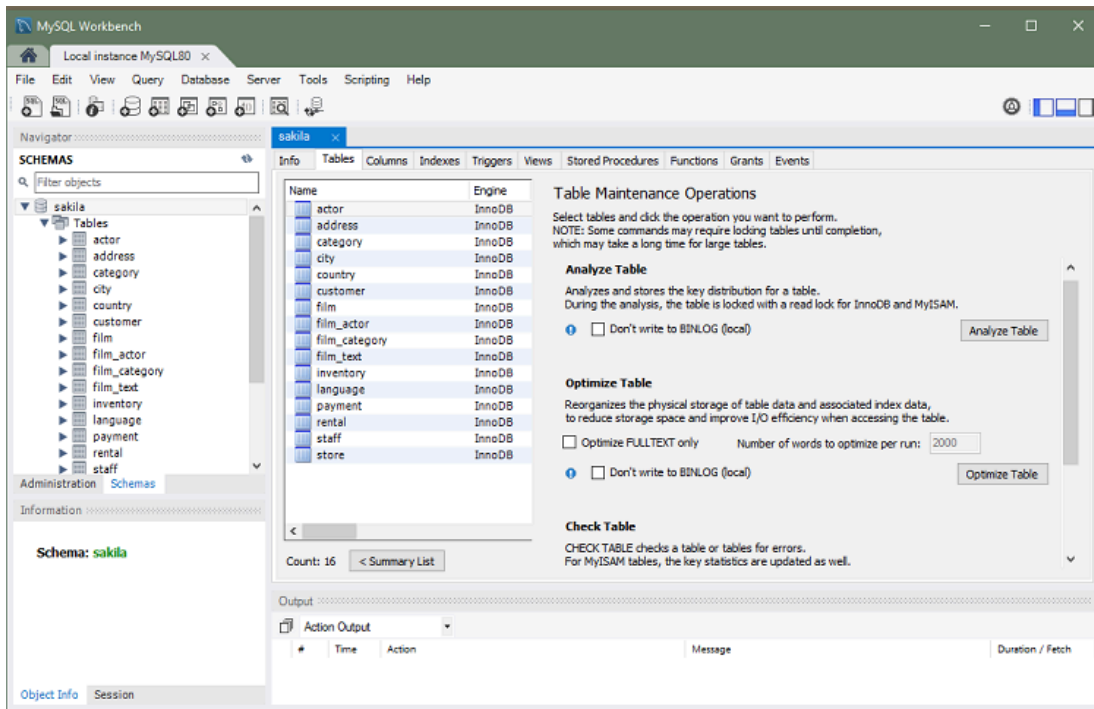 MySQL Workbench
Local instance MySQL80
File Edit View Query Database Server Tools Scripting Help
Navigator
SCHEMAS
Filter objects
sakila
Tables
actor
address
category
city
country
customer
film
film_actor
film_category
film_text
inventory
language
payment
rental
staff
Administration Schemas
Information
Schema: sakila
Object Info Session
sakila
Info Tables Columns Indexes Triggers Views Stored Procedures Functions Grants Events
Name Engine
actor InnoDB
address InnoDB
category InnoDB
city InnoDB
country InnoDB
customer InnoDB
film InnoDB
film_actor InnoDB
film_category InnoDB
film_text InnoDB
inventory InnoDB
language InnoDB
payment InnoDB
rental InnoDB
staff InnoDB
store InnoDB
Count: 16 < Summary List
Table Maintenance Operations
Select tables and click the operation you want to perform.
NOTE: Some commands may require locking tables until completion,
which may take a long time for large tables.
Analyze Table
Analyzes and stores the key distribution for a table.
During the analysis, the table is locked with a read lock for InnoDB and MyISAM.
Don't write to BINLOG (local) Analyze Table
Optimize Table
Reorganizes the physical storage of table data and associated index data,
to reduce storage space and improve I/O efficiency when accessing the table.
Optimize FULLTEXT only Number of words to optimize per run: 2000
Don't write to BINLOG (local) Optimize Table
Check Table
CHECK TABLE checks a table or tables for errors.
For MyISAM tables, the key statistics are updated as well.
Output
Action Output
# Time Action Message Duration / Fetch